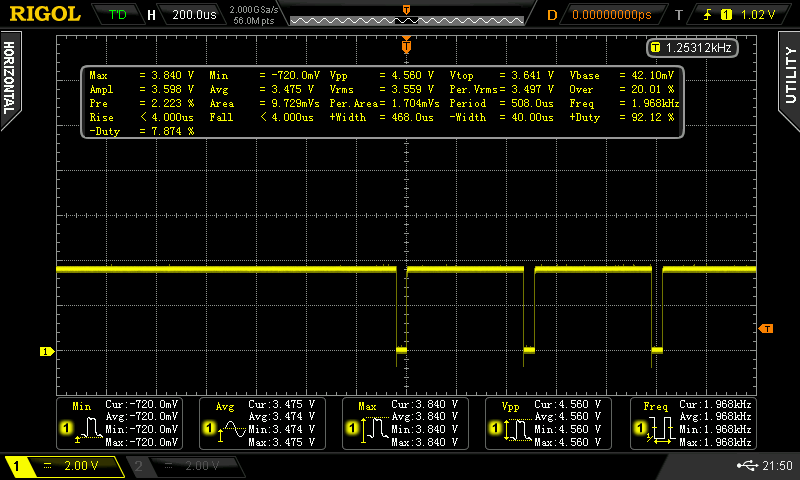 RIGOL T'D H 200.0us 2.000GSa/s 56.0M pts D 0.00000000ps T 1 1.02 V
HORIZONTAL
UTILITY
T
T 1.25312kHz
Max = 3.840 V Min = -720.0mV Vpp = 4.560 V Vtop = 3.641 V Vbase = 42.10mV
Ampl = 3.598 V Avg = 3.475 V Vrms = 3.559 V Per.Vrms= 3.497 V Over = 20.01 %
Pre = 2.223 % Area = 9.729mVs Per.Area= 1.704mVs Period = 508.0us Freq = 1.968kHz
Rise < 4.000us Fall < 4.000us +Width = 468.0us -Width = 40.00us +Duty = 92.12 %
-Duty = 7.874 %
T
1
Min Cur:-720.0mV
Avg:-720.0mV
1 Min:-720.0mV
Max:-720.0mV
Avg Cur:3.475 V
Avg:3.474 V
1 Min:3.474 V
Max:3.475 V
Max Cur:3.840 V
Avg:3.840 V
1 Min:3.840 V
Max:3.840 V
Vpp Cur:4.560 V
Avg:4.560 V
1 Min:4.560 V
Max:4.560 V
Freq Cur:1.968kHz
Avg:1.968kHz
1 Min:1.968kHz
Max:1.968kHz
1 2.00 V 2 2.00 V 21:50